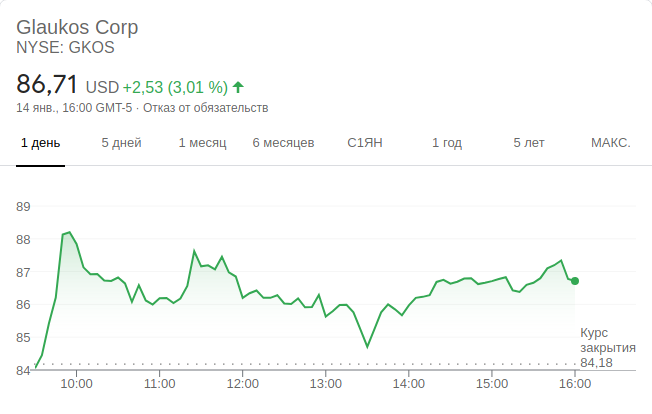 Glaukos Corp
NYSE: GKOS
86,71 USD +2,53 (3,01 %)
14 янв., 16:00 GMT-5 · Отказ от обязательств
1 день 5 дней 1 месяц 6 месяцев С1ЯН 1 год 5 лет МАКС.
89
88
87
86
85
84
Курс
закрытия
84,18
10:00 11:00 12:00 13:00 14:00 15:00 16:00